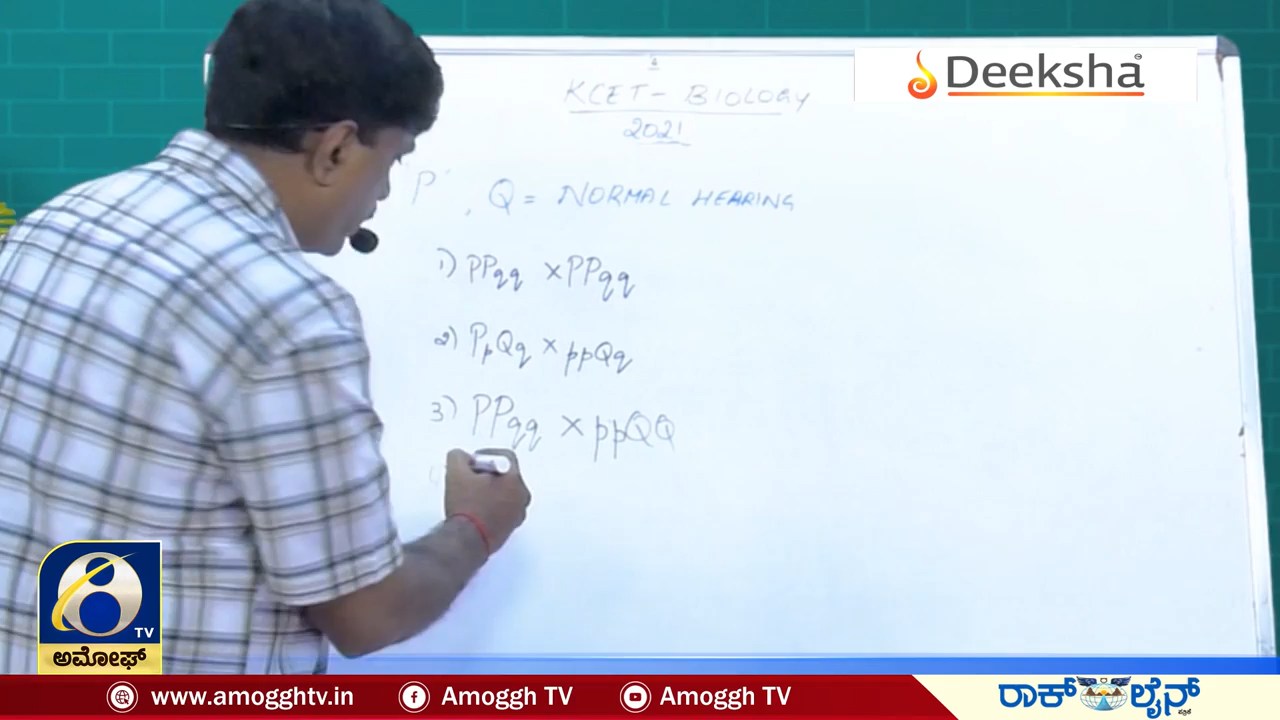 Deeksha
KCET - BIOLOGY
2021
'P', Q = NORMAL HEARING
1) PPqq × PPqq
2) PpQq × ppQq
3) PPqq × ppQQ
8
TV
ಅಮೋಘ್
www.amogghtv.in
Amoggh TV
Amoggh TV
ರಾಕ್ ಲೈನ್